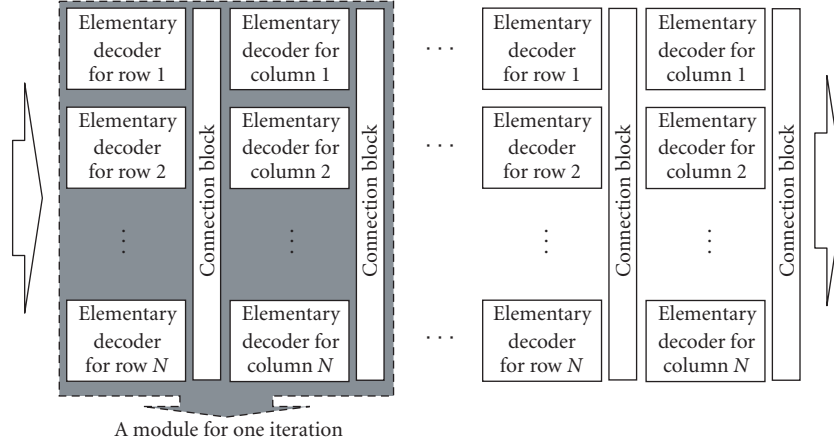 Elementary
decoder
for row 1
Elementary
decoder for
column 1
. . .
Elementary
decoder
for row 1
Elementary
decoder for
column 1
Elementary
decoder
for row 2
Elementary
decoder for
column 2
. . .
Elementary
decoder
for row 2
Elementary
decoder for
column 2
Connection block
Connection block
Connection block
Connection block
Elementary
decoder
for row N
Elementary
decoder for
column N
. . .
Elementary
decoder
for row N
Elementary
decoder for
column N
A module for one iteration